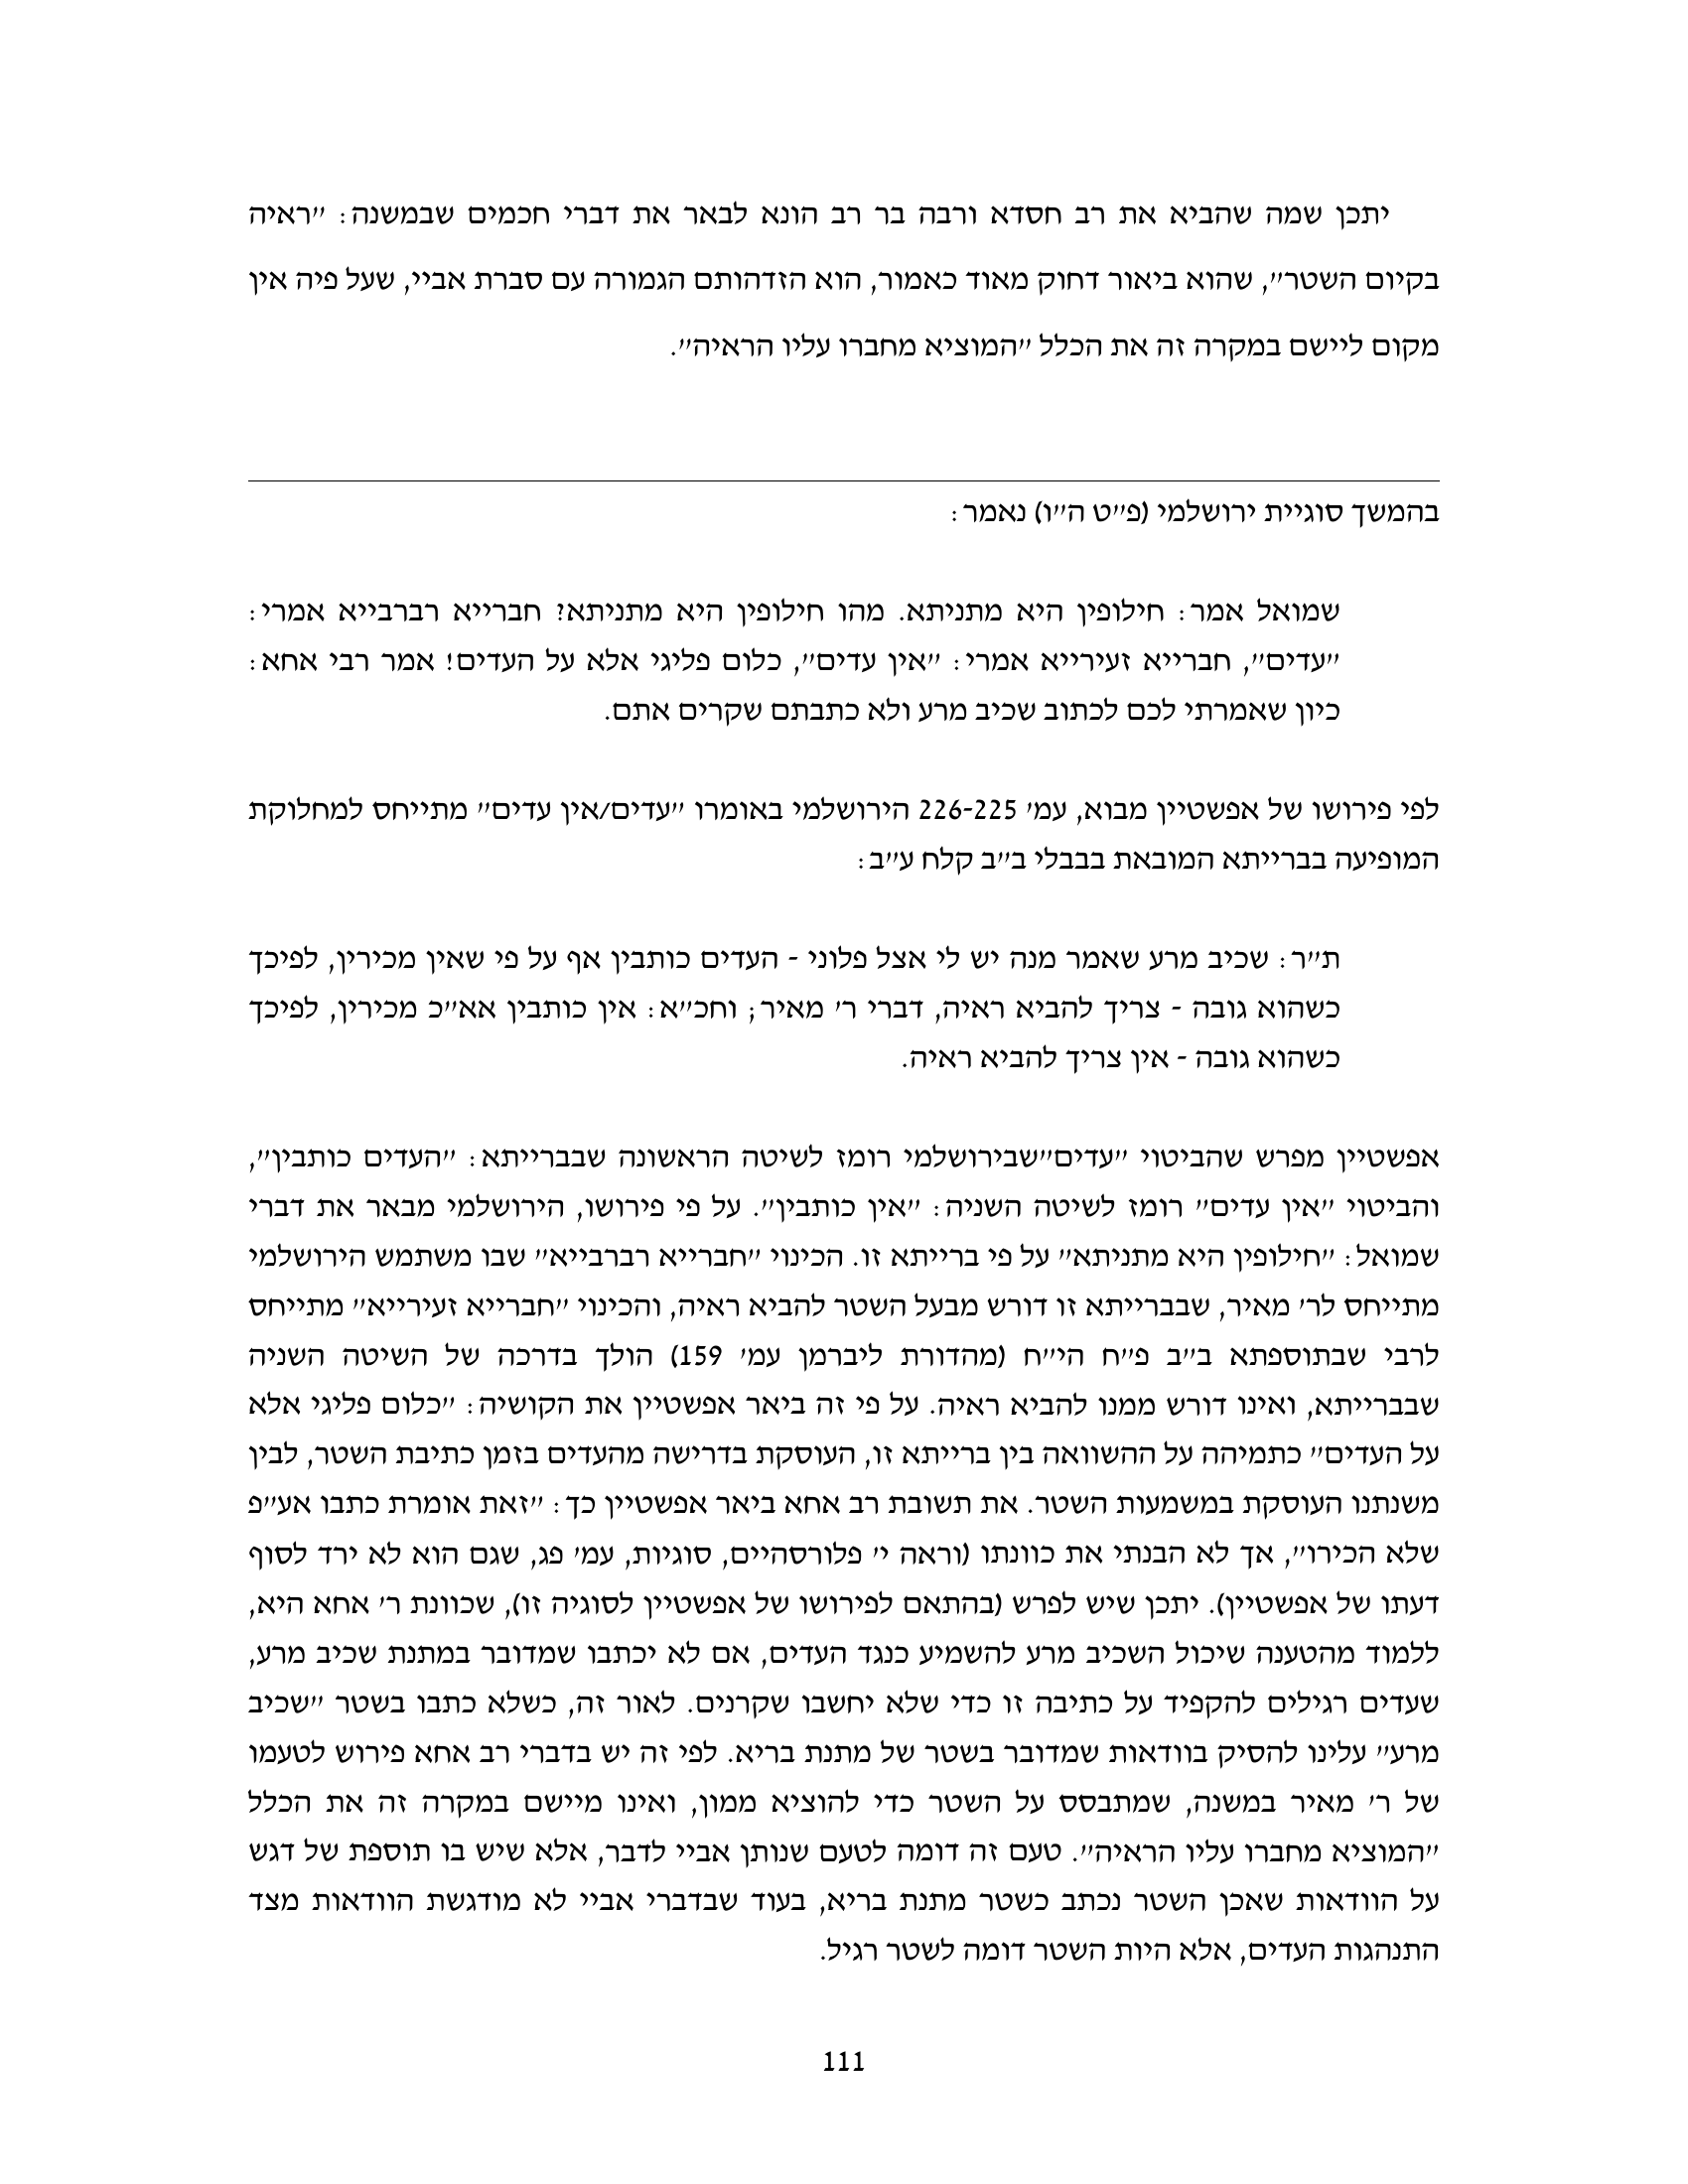 יתכן שמה שהביא את רב חסדא ורבה בר רב הונא לבאר את דברי חכמים שבמשנה: "ראיה
בקיום השטר", שהוא ביאור דחוק מאוד כאמור, הוא הזדהותם הגמורה עם סברת אביי, שעל פיה אין
מקום ליישם במקרה זה את הכלל "המוציא מחברו עליו הראיה".
בהמשך סוגיית ירושלמי (פ"ט ה"ו) נאמר:
שמואל אמר: חילופין היא מתניתא. מהו חילופין היא מתניתא? חברייא רברבייא אמרי:
"עדים", חברייא זעירייא אמרי: "אין עדים", כלום פליגי אלא על העדים! אמר רבי אחא:
כיון שאמרתי לכם לכתוב שכיב מרע ולא כתבתם שקרים אתם.
לפי פירושו של אפשטיין מבוא, עמ' 226-225 הירושלמי באומרו "עדים/אין עדים" מתייחס למחלוקת
המופיעה בברייתא המובאת בבבלי ב"ב קלח ע"ב:
ת"ר: שכיב מרע שאמר מנה יש לי אצל פלוני - העדים כותבין אף על פי שאין מכירין, לפיכך
כשהוא גובה - צריך להביא ראיה, דברי ר' מאיר; וחכ"א: אין כותבין אא"כ מכירין, לפיכך
כשהוא גובה - אין צריך להביא ראיה.
אפשטיין מפרש שהביטוי "עדים"שבירושלמי רומז לשיטה הראשונה שבברייתא: "העדים כותבין",
והביטוי "אין עדים" רומז לשיטה השניה: "אין כותבין". על פי פירושו, הירושלמי מבאר את דברי
שמואל: "חילופין היא מתניתא" על פי ברייתא זו. הכינוי "חברייא רברבייא" שבו משתמש הירושלמי
מתייחס לר' מאיר, שבברייתא זו דורש מבעל השטר להביא ראיה, והכינוי "חברייא זעירייא" מתייחס
לרבי שבתוספתא ב"ב פ"ח הי"ח (מהדורת ליברמן עמ' 159) הולך בדרכה של השיטה השניה
שבברייתא, ואינו דורש ממנו להביא ראיה. על פי זה ביאר אפשטיין את הקושיה: "כלום פליגי אלא
על העדים" כתמיהה על ההשוואה בין ברייתא זו, העוסקת בדרישה מהעדים בזמן כתיבת השטר, לבין
משנתנו העוסקת במשמעות השטר. את תשובת רב אחא ביאר אפשטיין כך: "זאת אומרת כתבו אע"פ
שלא הכירו", אך לא הבנתי את כוונתו (וראה י' פלורסהיים, סוגיות, עמ' פג, שגם הוא לא ירד לסוף
דעתו של אפשטיין). יתכן שיש לפרש (בהתאם לפירושו של אפשטיין לסוגיה זו), שכוונת ר' אחא היא,
ללמוד מהטענה שיכול השכיב מרע להשמיע כנגד העדים, אם לא יכתבו שמדובר במתנת שכיב מרע,
שעדים רגילים להקפיד על כתיבה זו כדי שלא יחשבו שקרנים. לאור זה, כשלא כתבו בשטר "שכיב
מרע" עלינו להסיק בוודאות שמדובר בשטר של מתנת בריא. לפי זה יש בדברי רב אחא פירוש לטעמו
של ר' מאיר במשנה, שמתבסס על השטר כדי להוציא ממון, ואינו מיישם במקרה זה את הכלל
"המוציא מחברו עליו הראיה". טעם זה דומה לטעם שנותן אביי לדבר, אלא שיש בו תוספת של דגש
על הוודאות שאכן השטר נכתב כשטר מתנת בריא, בעוד שבדברי אביי לא מודגשת הוודאות מצד
התנהגות העדים, אלא היות השטר דומה לשטר רגיל.
111